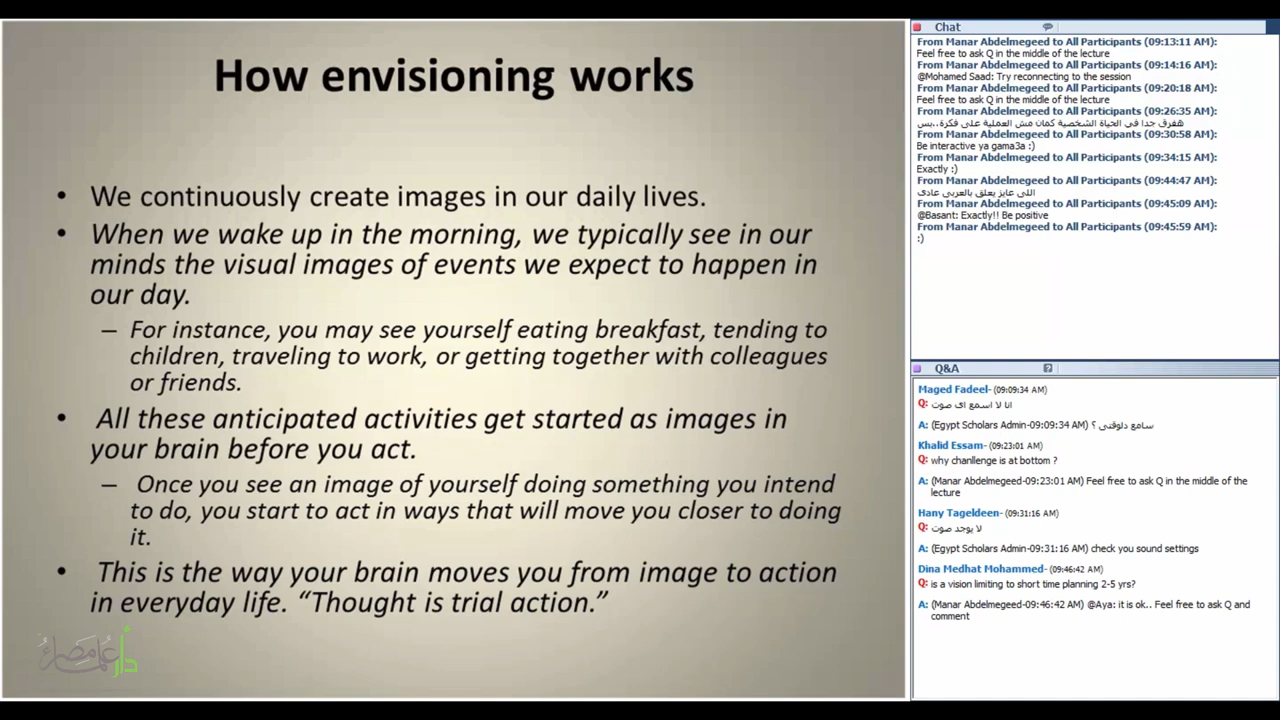 How envisioning works
• We continuously create images in our daily lives.
• When we wake up in the morning, we typically see in our
minds the visual images of events we expect to happen in
our day.
– For instance, you may see yourself eating breakfast, tending to
children, traveling to work, or getting together with colleagues
or friends.
• All these anticipated activities get started as images in
your brain before you act.
– Once you see an image of yourself doing something you intend
to do, you start to act in ways that will move you closer to doing
it.
• This is the way your brain moves you from image to action
in everyday life. “Thought is trial action.”
دار علماء مصر
Chat
From Manar Abdelmegeed to All Participants (09:13:11 AM):
Feel free to ask Q in the middle of the lecture
From Manar Abdelmegeed to All Participants (09:14:16 AM):
@Mohamed Saad: Try reconnecting to the session
From Manar Abdelmegeed to All Participants (09:20:18 AM):
Feel free to ask Q in the middle of the lecture
From Manar Abdelmegeed to All Participants (09:26:35 AM):
هتفرق جدا في الحياة الشخصية كمان مش العملية على فكرة..بس
From Manar Abdelmegeed to All Participants (09:30:58 AM):
Be interactive ya gama3a :)
From Manar Abdelmegeed to All Participants (09:34:15 AM):
Exactly :)
From Manar Abdelmegeed to All Participants (09:44:47 AM):
اللي عايز يعلق بالعربي عادي
From Manar Abdelmegeed to All Participants (09:45:09 AM):
@Basant: Exactly!! Be positive
From Manar Abdelmegeed to All Participants (09:45:59 AM):
:)
Q&A
Maged Fadeel- (09:09:34 AM)
Q: انا لا اسمع اى صوت
A: (Egypt Scholars Admin-09:09:34 AM) سامع دلوقتى ؟
Khalid Essam- (09:23:01 AM)
Q: why chanllenge is at bottom ?
A: (Manar Abdelmegeed-09:23:01 AM) Feel free to ask Q in the middle of the
lecture
Hany Tageldeen- (09:31:16 AM)
Q: لا يوجد صوت
A: (Egypt Scholars Admin-09:31:16 AM) check you sound settings
Dina Medhat Mohammed- (09:46:42 AM)
Q: is a vision limiting to short time planning 2-5 yrs?
A: (Manar Abdelmegeed-09:46:42 AM) @Aya: it is ok.. Feel free to ask Q and
comment